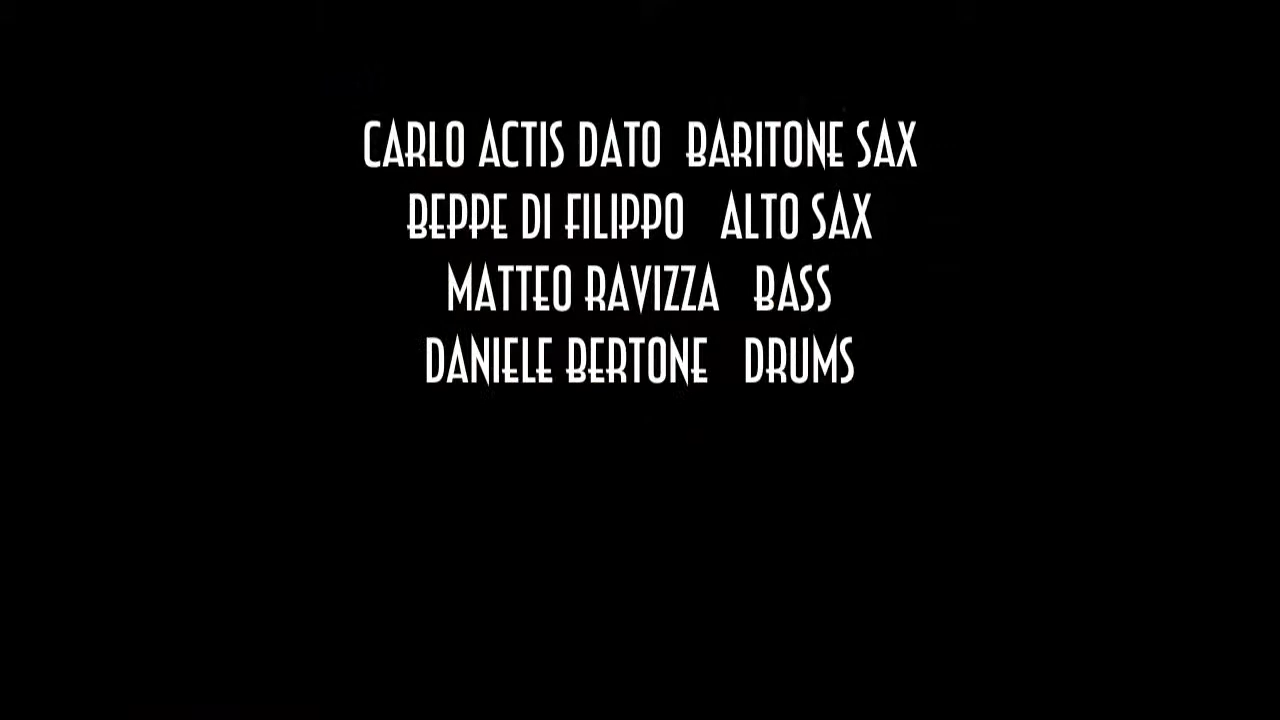 CARLO ACTIS DATO  BARITONE SAX
BEPPE DI FILIPPO   ALTO SAX
MATTEO RAVIZZA   BASS
DANIELE BERTONE   DRUMS